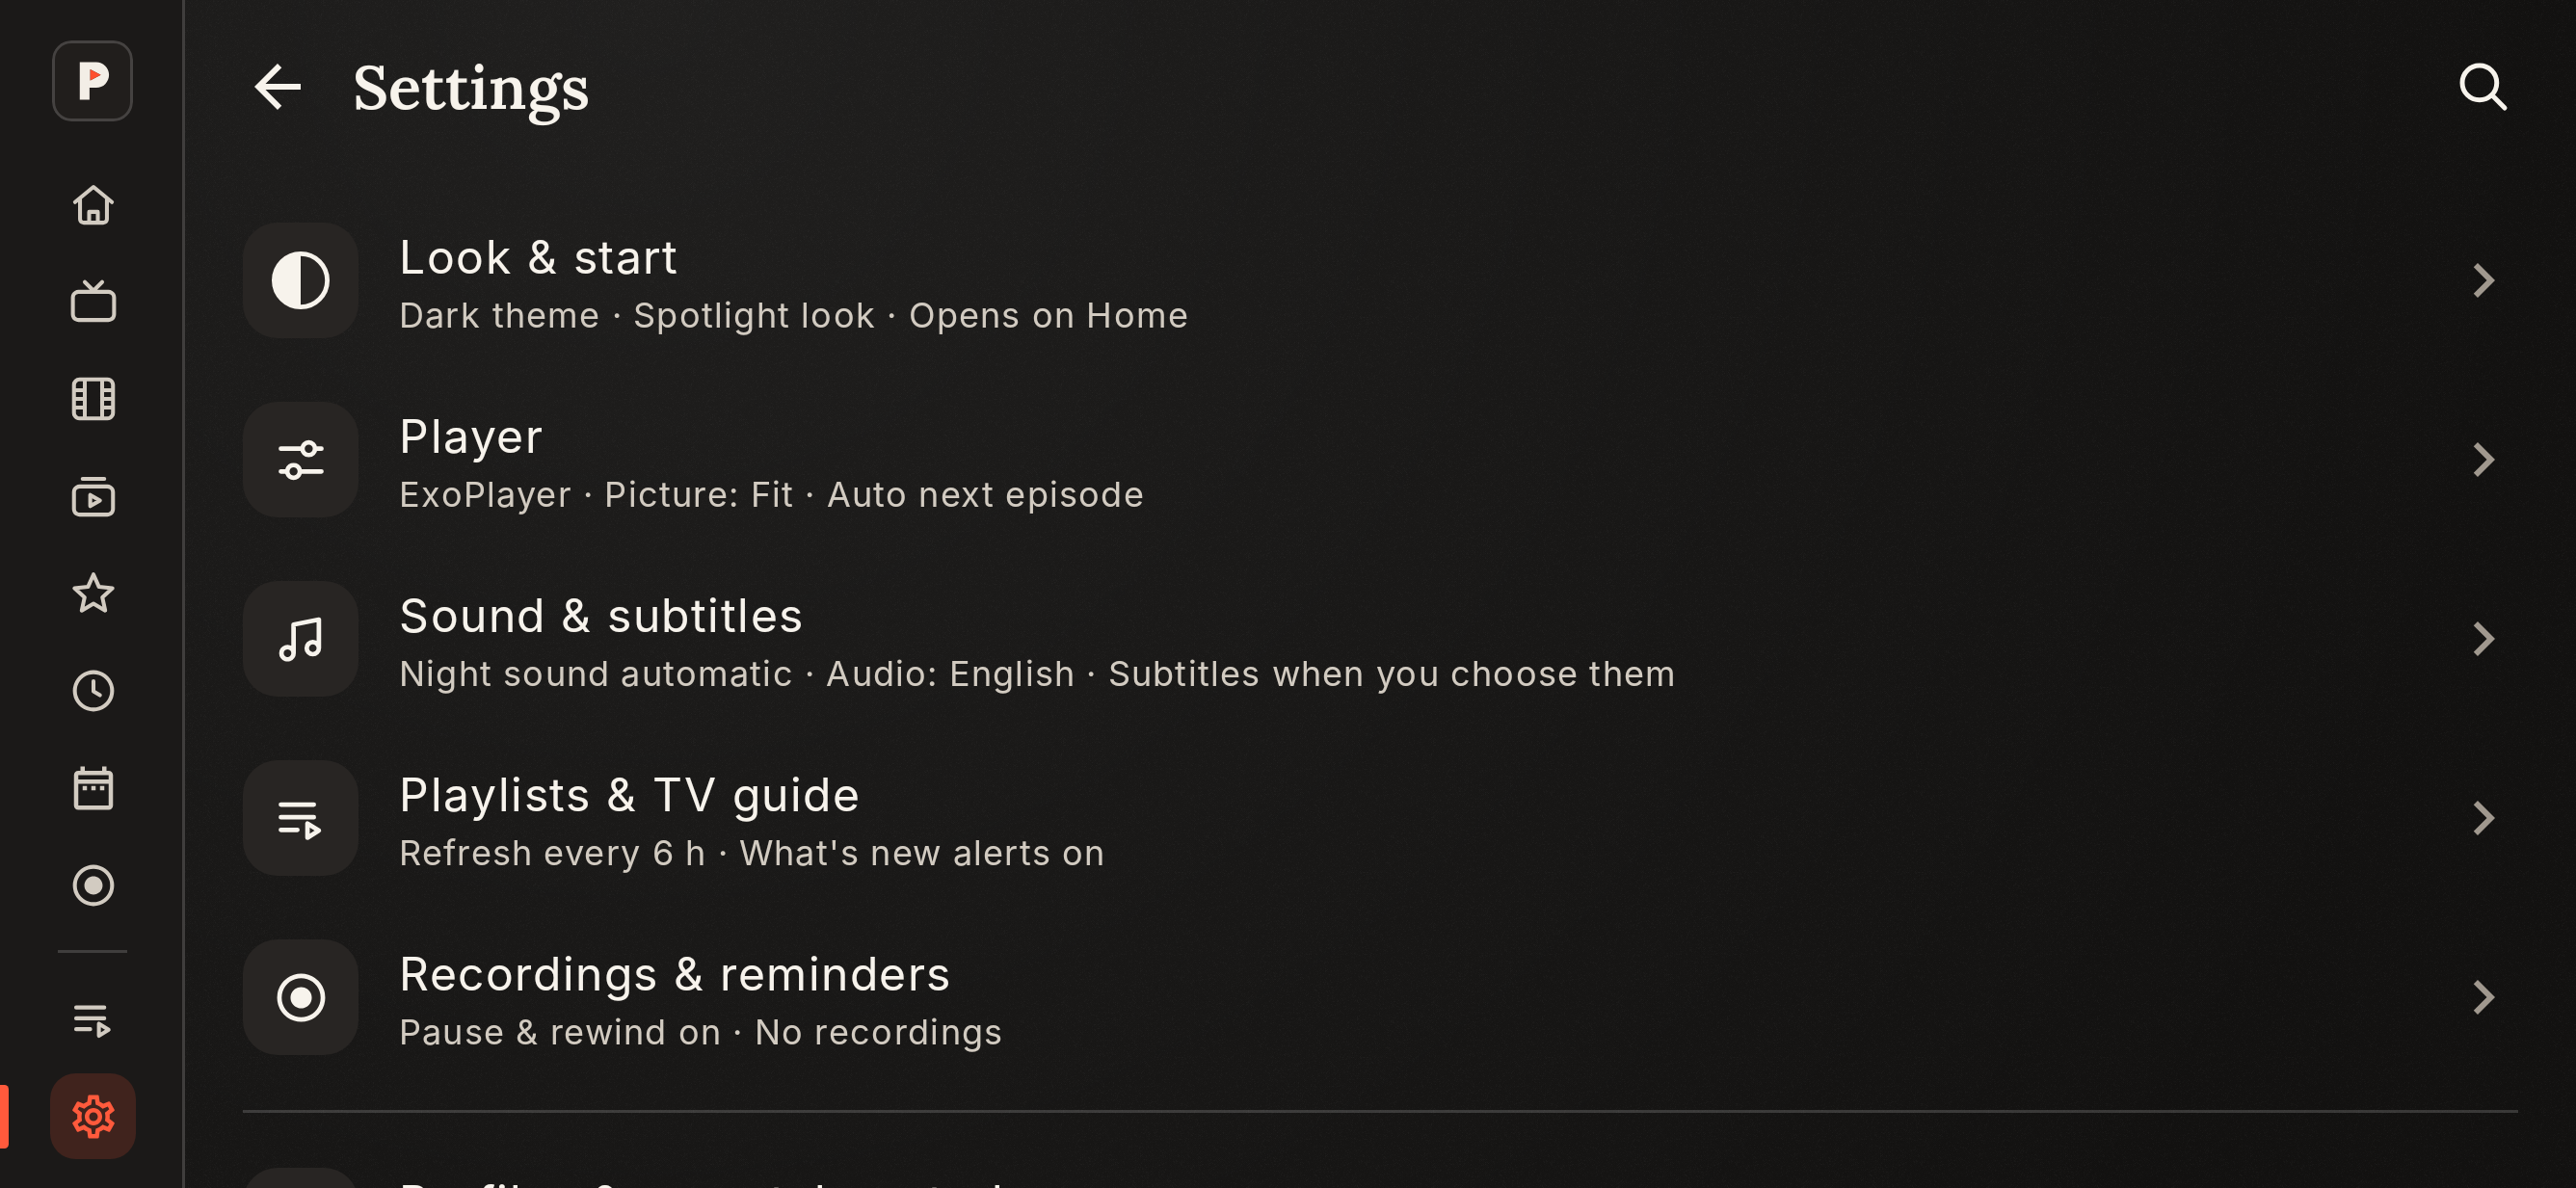 P
Settings
Look & start
Dark theme · Spotlight look · Opens on Home
Player
ExoPlayer · Picture: Fit · Auto next episode
Sound & subtitles
Night sound automatic · Audio: English · Subtitles when you choose them
Playlists & TV guide
Refresh every 6 h · What's new alerts on
Recordings & reminders
Pause & rewind on · No recordings